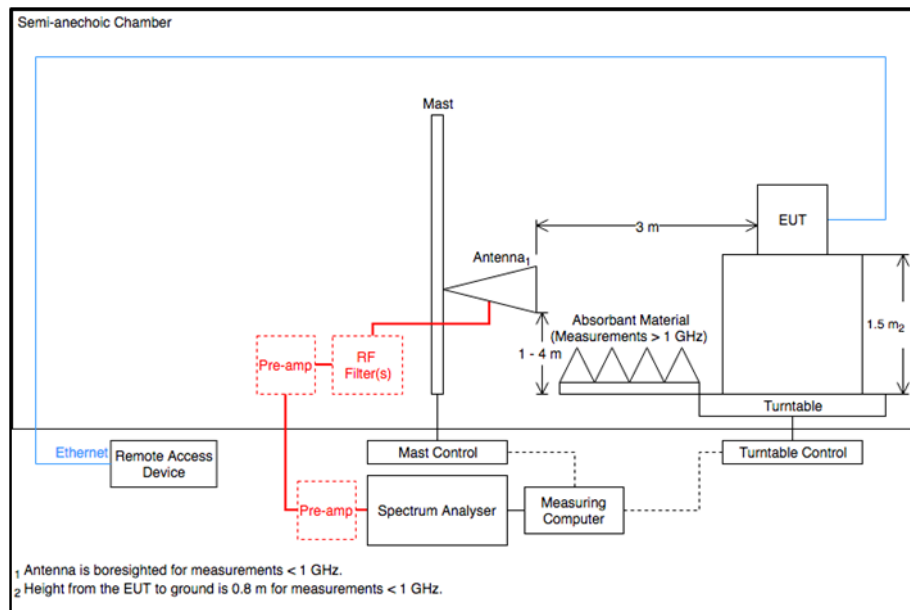 Semi-anechoic Chamber
Mast
EUT
3 m
Antenna1
Absorbant Material
(Measurements > 1 GHz)
1.5 m2
1 - 4 m
Pre-amp
RF
Filter(s)
Turntable
Ethernet
Remote Access
Device
Mast Control
Turntable Control
Pre-amp
Spectrum Analyser
Measuring
Computer
1 Antenna is boresighted for measurements < 1 GHz.
2 Height from the EUT to ground is 0.8 m for measurements < 1 GHz.